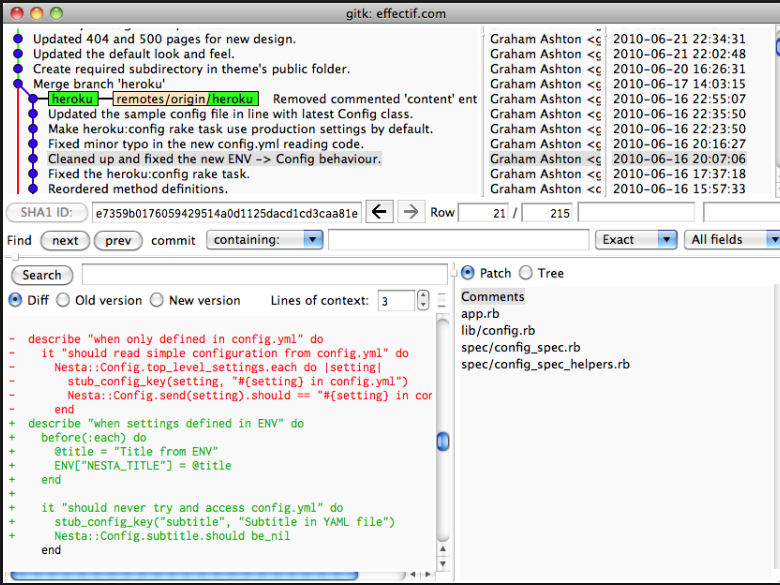 gitk: effectif.com
Updated 404 and 500 pages for new design. Graham Ashton <g 2010-06-21 22:34:31
Updated the default look and feel. Graham Ashton <g 2010-06-21 22:02:48
Create required subdirectory in theme's public folder. Graham Ashton <g 2010-06-20 16:26:31
Merge branch 'heroku' Graham Ashton <g 2010-06-17 14:03:15
heroku remotes/origin/heroku Removed commented 'content' ent Graham Ashton <g 2010-06-16 22:55:07
Updated the sample config file in line with latest Config class. Graham Ashton <g 2010-06-16 22:35:50
Make heroku:config rake task use production settings by default. Graham Ashton <g 2010-06-16 22:23:50
Fixed minor typo in the new config.yml reading code. Graham Ashton <g 2010-06-16 20:16:27
Cleaned up and fixed the new ENV -> Config behaviour. Graham Ashton <g 2010-06-16 20:07:06
Fixed the heroku:config rake task. Graham Ashton <g 2010-06-16 17:37:18
Reordered method definitions. Graham Ashton <g 2010-06-16 15:57:33
SHA1 ID: e7359b0176059429514a0d1125dacd1cd3caa81e Row 21 / 215
Find next prev commit containing: Exact All fields
Search Patch Tree
Diff Old version New version Lines of context: 3
Comments
app.rb
lib/config.rb
spec/config_spec.rb
spec/config_spec_helpers.rb
- describe "when only defined in config.yml" do
- it "should read simple configuration from config.yml" do
- Nesta::Config.top_level_settings.each do |setting|
- stub_config_key(setting, "#{setting} in config.yml")
- Nesta::Config.send(setting).should == "#{setting} in cor
- end
+ describe "when settings defined in ENV" do
+ before(:each) do
+ @title = "Title from ENV"
+ ENV["NESTA_TITLE"] = @title
+ end
+
+ it "should never try and access config.yml" do
+ stub_config_key("subtitle", "Subtitle in YAML file")
+ Nesta::Config.subtitle.should be_nil
end